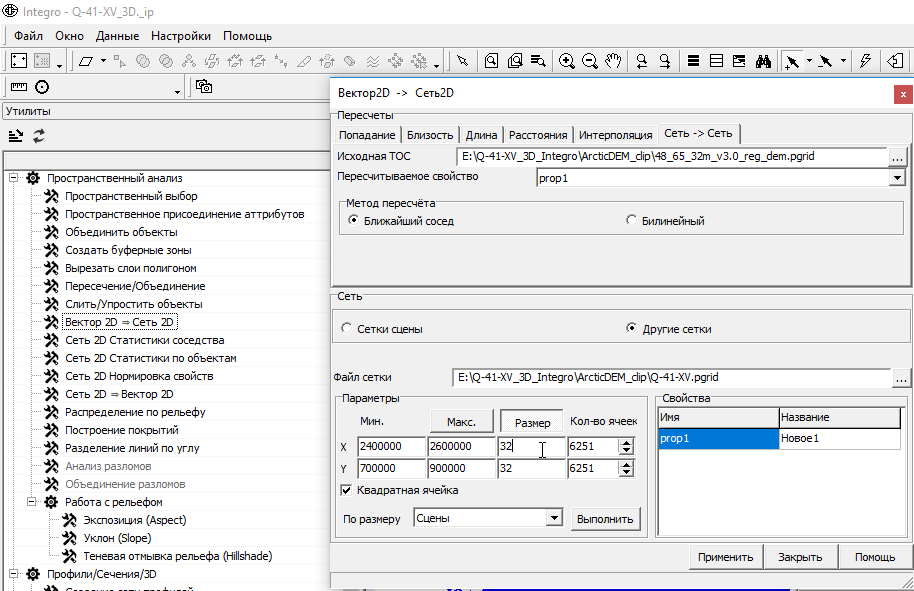 Integro - Q-41-XV_3D._ip
Файл Окно Данные Настройки Помощь
Утилиты
Пространственный анализ
Пространственный выбор
Пространственное присоединение аттрибутов
Объединить объекты
Создать буферные зоны
Вырезать слои полигоном
Пересечение/Объединение
Слить/Упростить объекты
Вектор 2D ⇒ Сеть 2D
Сеть 2D Статистики соседства
Сеть 2D Статистики по объектам
Сеть 2D Нормировка свойств
Сеть 2D ⇒ Вектор 2D
Распределение по рельефу
Построение покрытий
Разделение линий по углу
Анализ разломов
Объединение разломов
Работа с рельефом
Экспозиция (Aspect)
Уклон (Slope)
Теневая отмывка рельефа (Hillshade)
Профили/Сечения/3D
Вектор2D -> Сеть2D
x
Пересчеты
Попадание Близость Длина Расстояния Интерполяция Сеть -> Сеть
Исходная ТОС E:\Q-41-XV_3D_Integro\ArcticDEM_clip\48_65_32m_v3.0_reg_dem.pgrid ...
Пересчитываемое свойство prop1
Метод пересчёта
Ближайший сосед Билинейный
Сеть
Сетки сцены Другие сетки
Файл сетки E:\Q-41-XV_3D_Integro\ArcticDEM_clip\Q-41-XV.pgrid ...
Параметры
Мин. Макс. Размер Кол-во ячеек
X 2400000 2600000 32 6251
Y 700000 900000 32 6251
Квадратная ячейка
По размеру Сцены Выполнить
Свойства
Имя Название
prop1 Новое1
Применить Закрыть Помощь